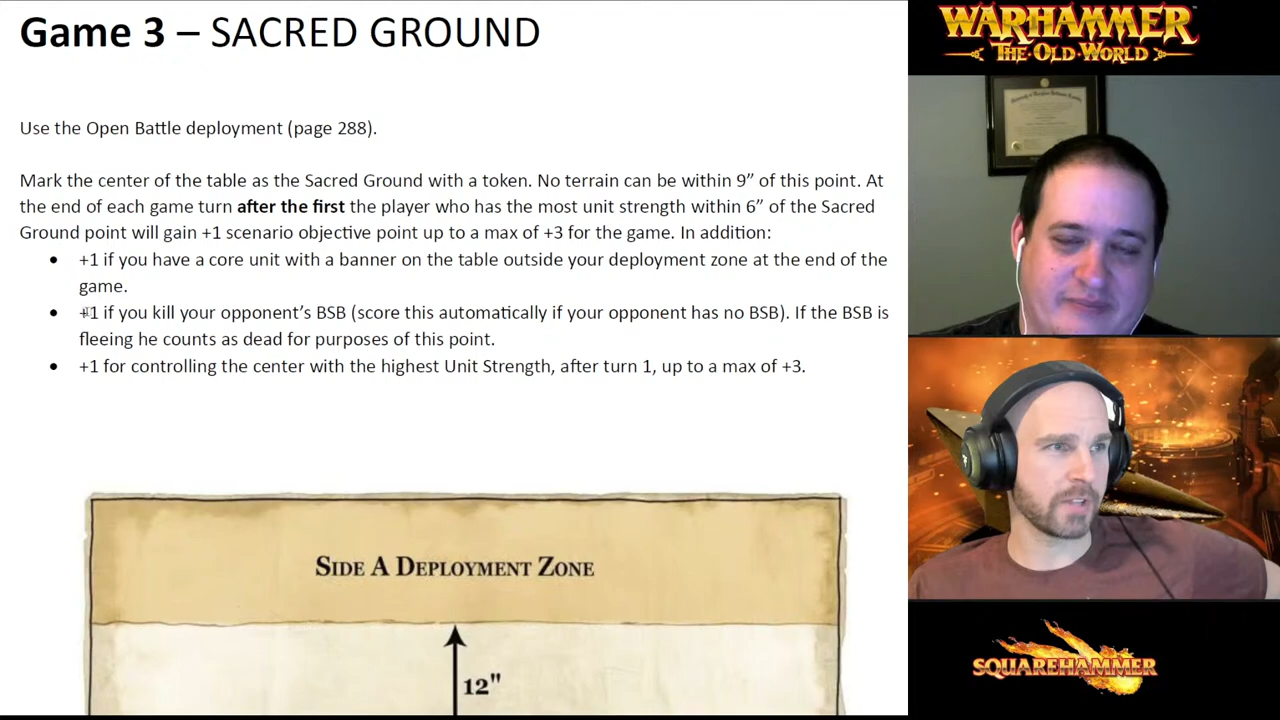 Game 3 – SACRED GROUND
Use the Open Battle deployment (page 288).
Mark the center of the table as the Sacred Ground with a token. No terrain can be within 9” of this point. At
the end of each game turn after the first the player who has the most unit strength within 6” of the Sacred
Ground point will gain +1 scenario objective point up to a max of +3 for the game. In addition:
• +1 if you have a core unit with a banner on the table outside your deployment zone at the end of the
game.
• +1 if you kill your opponent’s BSB (score this automatically if your opponent has no BSB). If the BSB is
fleeing he counts as dead for purposes of this point.
• +1 for controlling the center with the highest Unit Strength, after turn 1, up to a max of +3.
SIDE A DEPLOYMENT ZONE
12"
WARHAMMER
THE OLD WORLD
SQUAREHAMMER